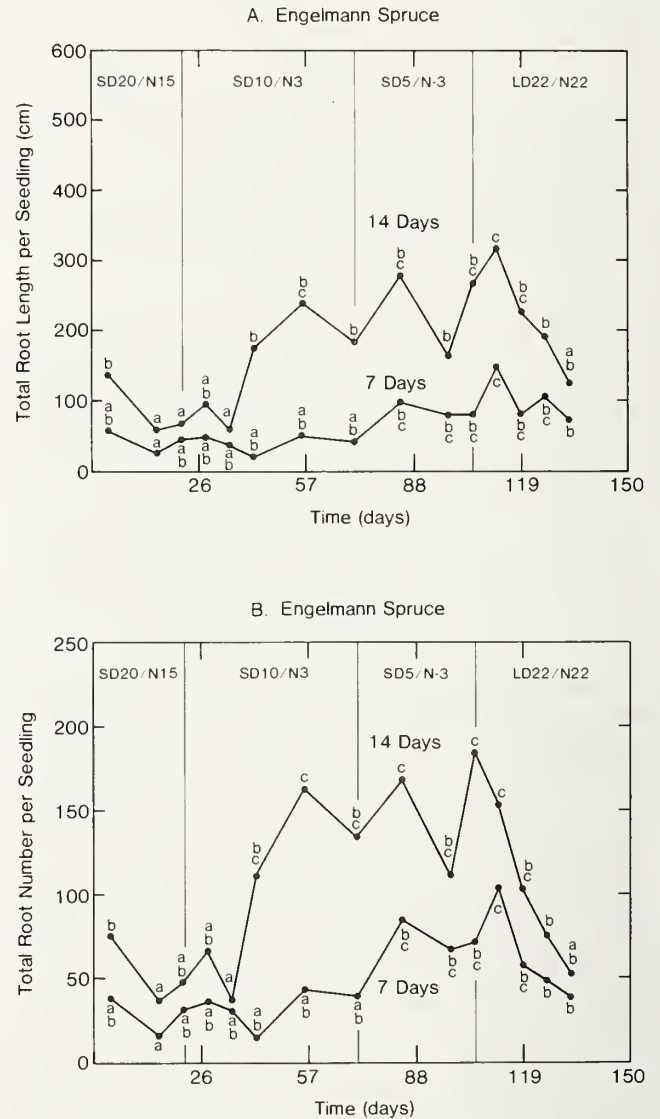 A. Engelmann Spruce
600
500
400
300
200
100
0
Total Root Length per Seedling (cm)
SD20/N15
SD10/N3
SD5/N-3
LD22/N22
14 Days
b
a
a
a
b
a
b
b
c
b
b
c
b
b
c
c
b
c
b
a
b
7 Days
a
b
a
a
b
a
b
a
b
a
b
a
b
a
b
b
c
b
c
b
c
c
b
c
b
c
b
26
57
88
119
150
Time (days)
B. Engelmann Spruce
250
200
150
100
50
0
Total Root Number per Seedling
SD20/N15
SD10/N3
SD5/N-3
LD22/N22
14 Days
b
a
a
b
a
b
a
b
c
c
b
c
c
b
c
c
c
b
c
b
a
b
7 Days
a
b
a
a
b
a
b
a
b
a
b
a
b
a
b
b
c
b
c
b
c
c
b
c
b
b
26
57
88
119
150
Time (days)